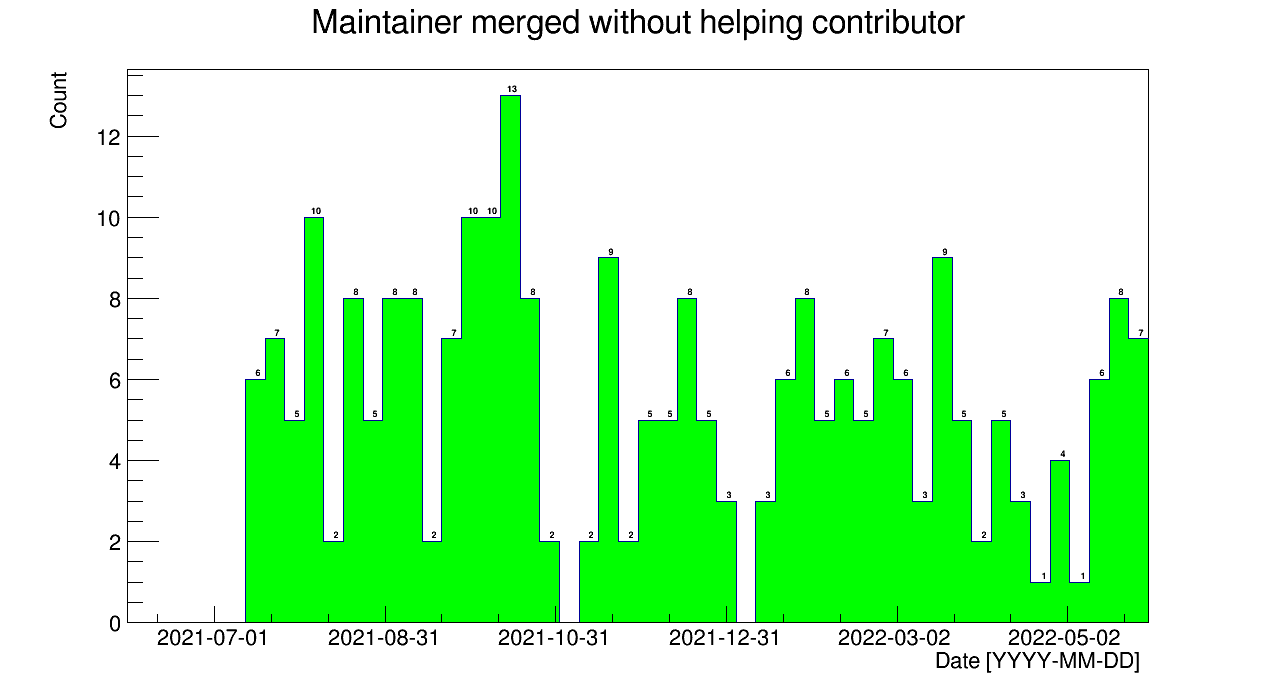 Maintainer merged without helping contributor
Count
12
10
8
6
4
2
0
6 7 5 10 2 8 5 8 8 2 7 10 10 13 8 2 2 9 2 5 5 8 5 3 3 6 8 5 6 5 7 6 3 9 5 2 5 3 1 4 1 6 8 7
2021-07-01 2021-08-31 2021-10-31 2021-12-31 2022-03-02 2022-05-02
Date [YYYY-MM-DD]